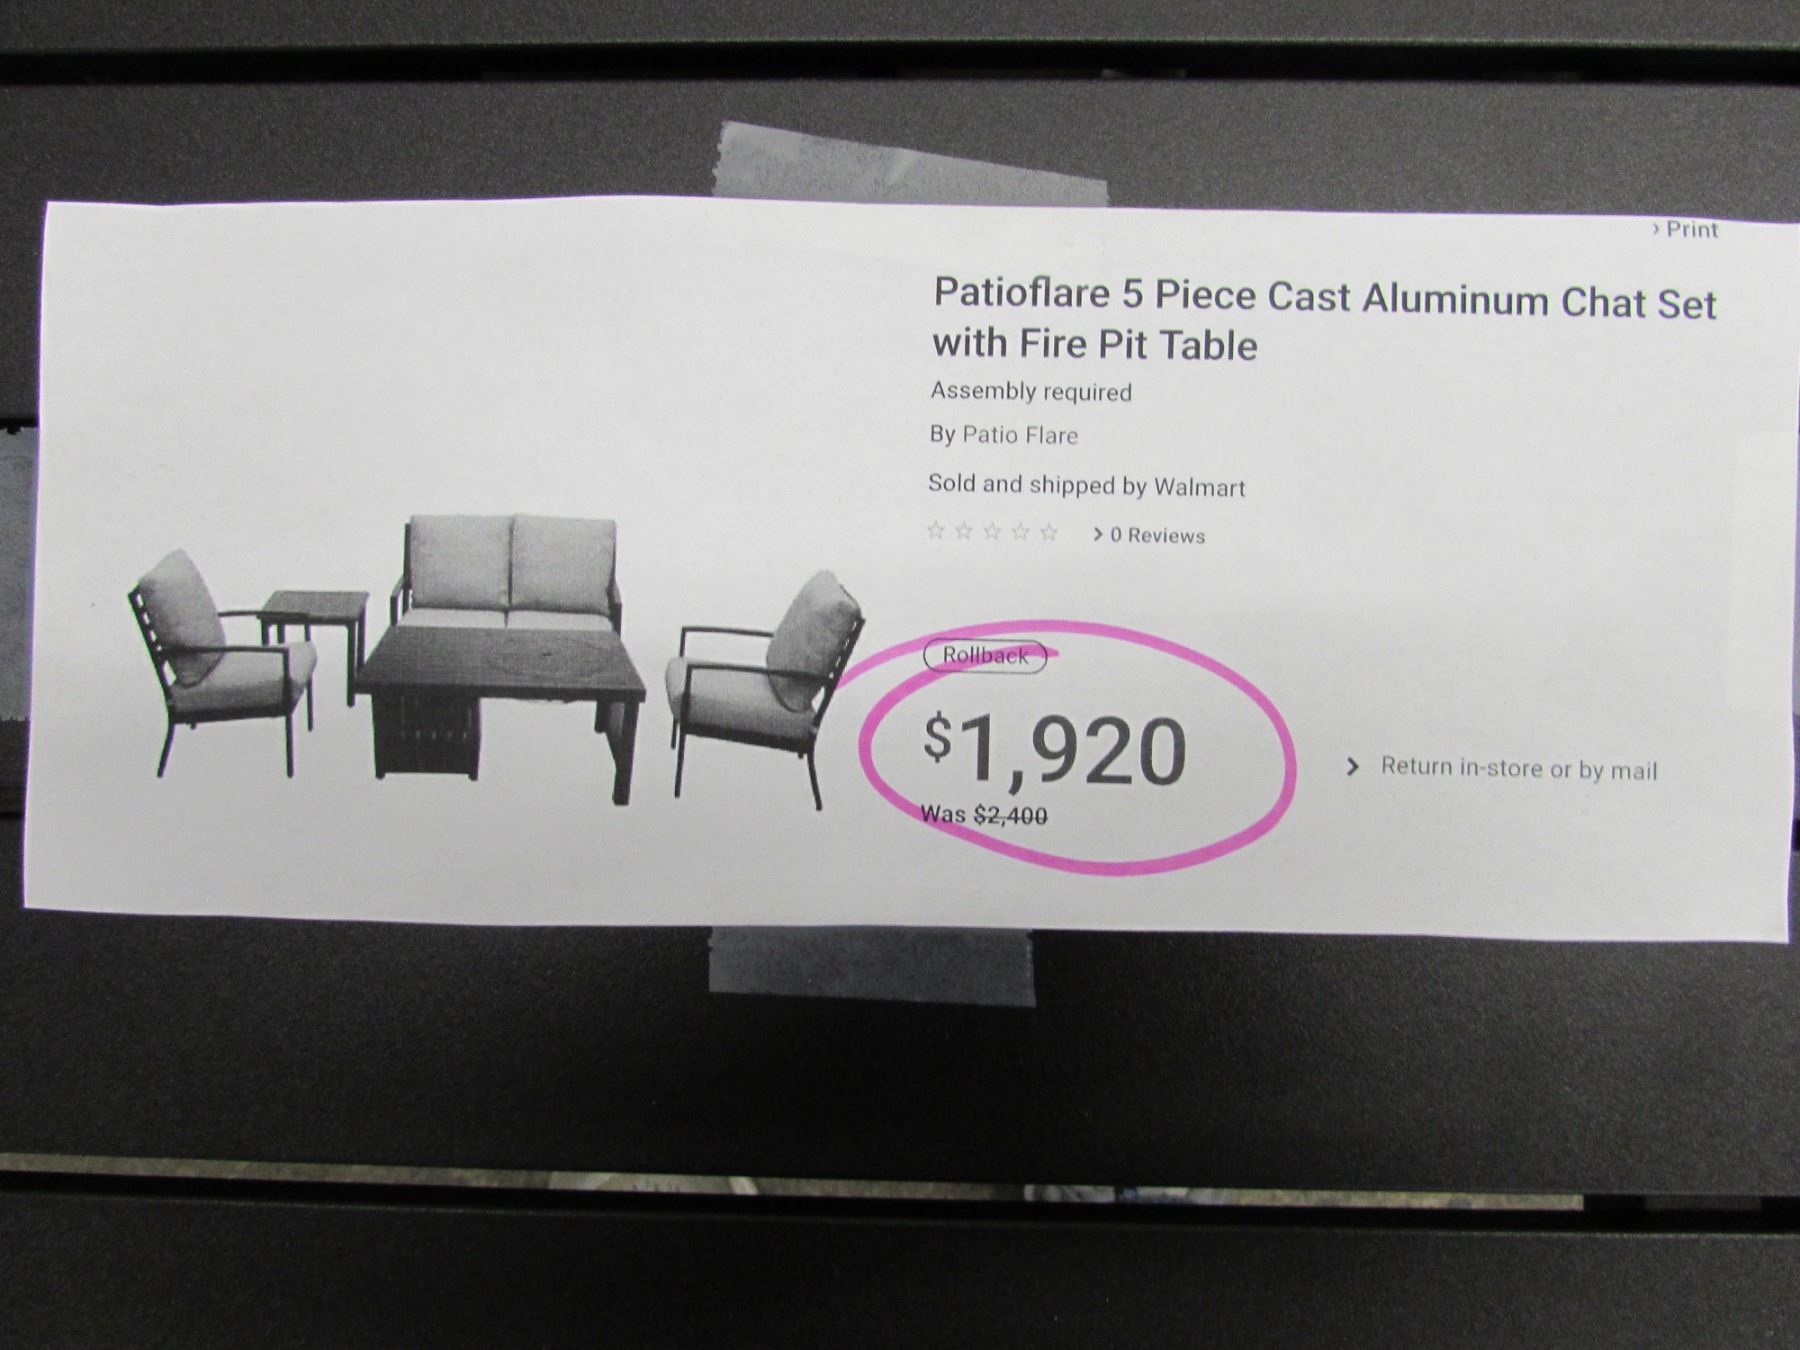 › Print
Patioflare 5 Piece Cast Aluminum Chat Set
with Fire Pit Table
Assembly required
By Patio Flare
Sold and shipped by Walmart
> 0 Reviews
Rollback
$1,920
Was $2,400
> Return in-store or by mail